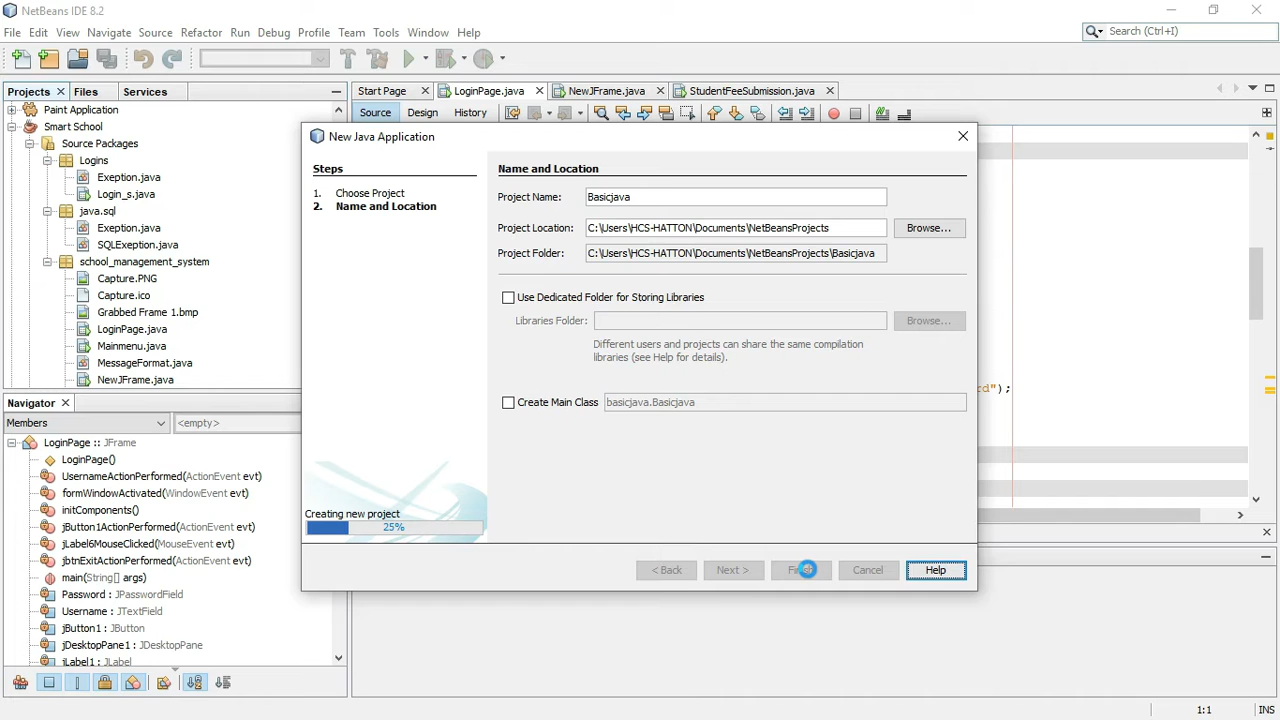 NetBeans IDE 8.2
File Edit View Navigate Source Refactor Run Debug Profile Team Tools Window Help
Search (Ctrl+I)
Projects Files Services
Start Page LoginPage.java NewJFrame.java StudentFeeSubmission.java
Source Design History
Paint Application
Smart School
Source Packages
Logins
Exeption.java
Login_s.java
java.sql
Exeption.java
SQLExeption.java
school_management_system
Capture.PNG
Capture.ico
Grabbed Frame 1.bmp
LoginPage.java
Mainmenu.java
MessageFormat.java
NewJFrame.java
Navigator
Members <empty>
LoginPage :: JFrame
LoginPage()
UsernameActionPerformed(ActionEvent evt)
formWindowActivated(WindowEvent evt)
initComponents()
jButton1ActionPerformed(ActionEvent evt)
jLabel6MouseClicked(MouseEvent evt)
jbtnExitActionPerformed(ActionEvent evt)
main(String[] args)
Password : JPasswordField
Username : JTextField
jButton1 : JButton
jDesktopPane1 : JDesktopPane
jLabel1 : JLabel
New Java Application
Steps
1. Choose Project
2. Name and Location
Name and Location
Project Name: Basicjava
Project Location: C:\Users\HCS-HATTON\Documents\NetBeansProjects Browse...
Project Folder: C:\Users\HCS-HATTON\Documents\NetBeansProjects\Basicjava
Use Dedicated Folder for Storing Libraries
Libraries Folder: Browse...
Different users and projects can share the same compilation
libraries (see Help for details).
Create Main Class basicjava.Basicjava
Creating new project
25%
< Back Next > Cancel Help
rd");
1:1 INS